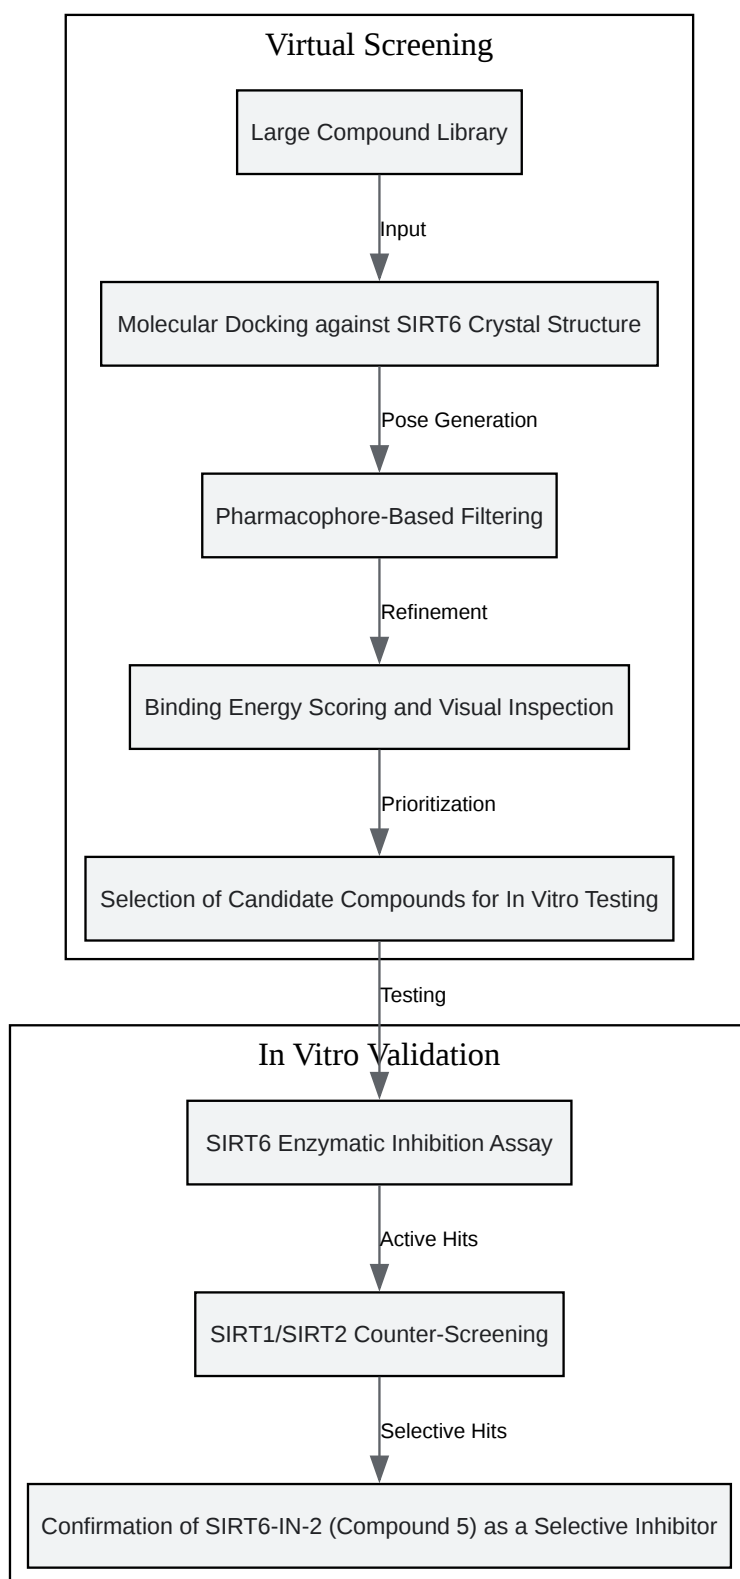 Virtual Screening
Large Compound Library
Input
Molecular Docking against SIRT6 Crystal Structure
Pose Generation
Pharmacophore-Based Filtering
Refinement
Binding Energy Scoring and Visual Inspection
Prioritization
Selection of Candidate Compounds for In Vitro Testing
Testing
In Vitro Validation
SIRT6 Enzymatic Inhibition Assay
Active Hits
SIRT1/SIRT2 Counter-Screening
Selective Hits
Confirmation of SIRT6-IN-2 (Compound 5) as a Selective Inhibitor